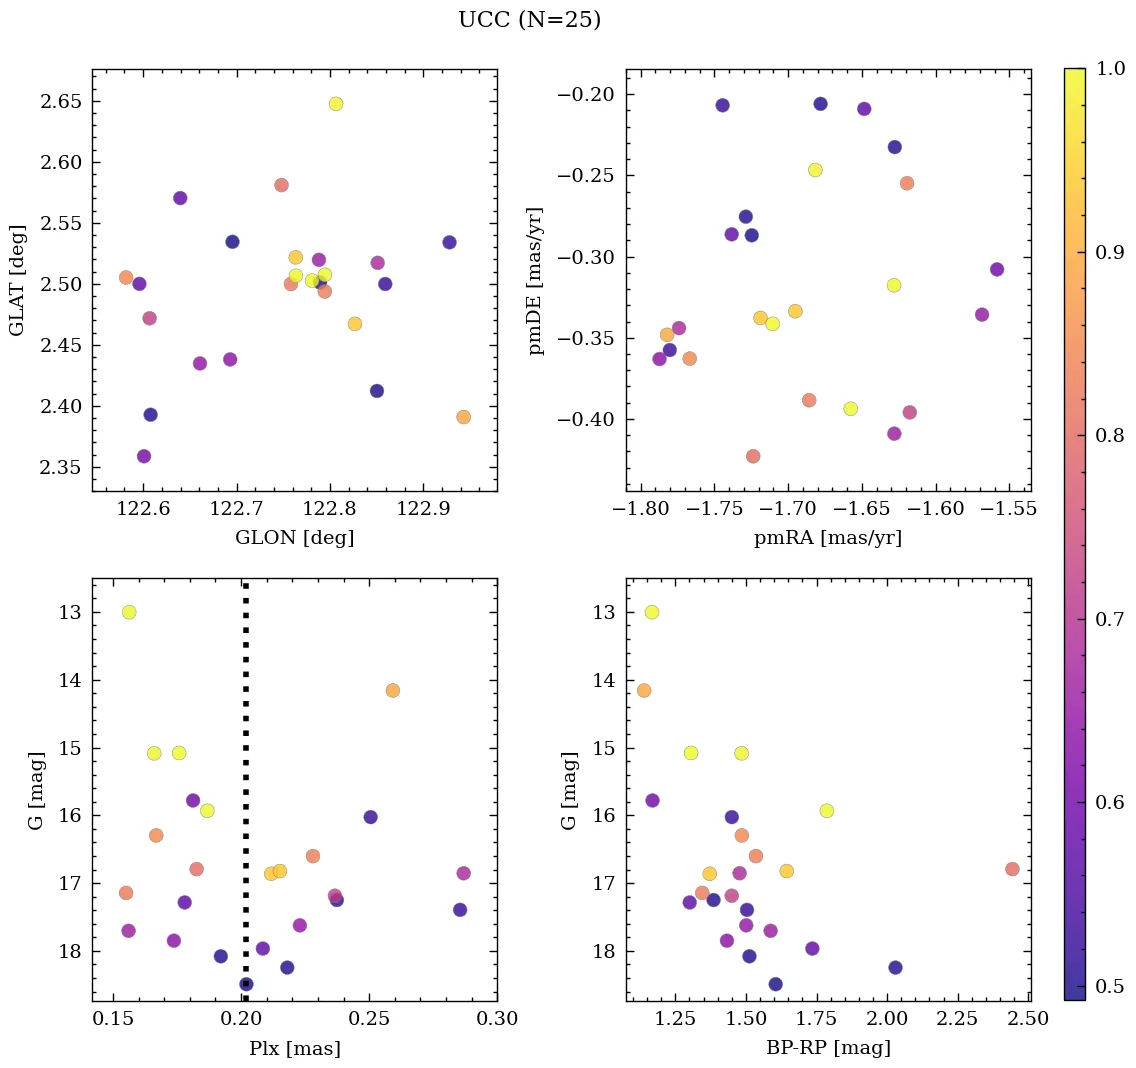 UCC (N=25)
2.65
2.60
2.55
2.50
2.45
2.40
2.35
GLAT [deg]
122.6 122.7 122.8 122.9
GLON [deg]
−0.20
−0.25
−0.30
−0.35
−0.40
pmDE [mas/yr]
−1.80 −1.75 −1.70 −1.65 −1.60 −1.55
pmRA [mas/yr]
13
14
15
16
17
18
G [mag]
0.15 0.20 0.25 0.30
Plx [mas]
13
14
15
16
17
18
G [mag]
1.25 1.50 1.75 2.00 2.25 2.50
BP-RP [mag]
1.0
0.9
0.8
0.7
0.6
0.5